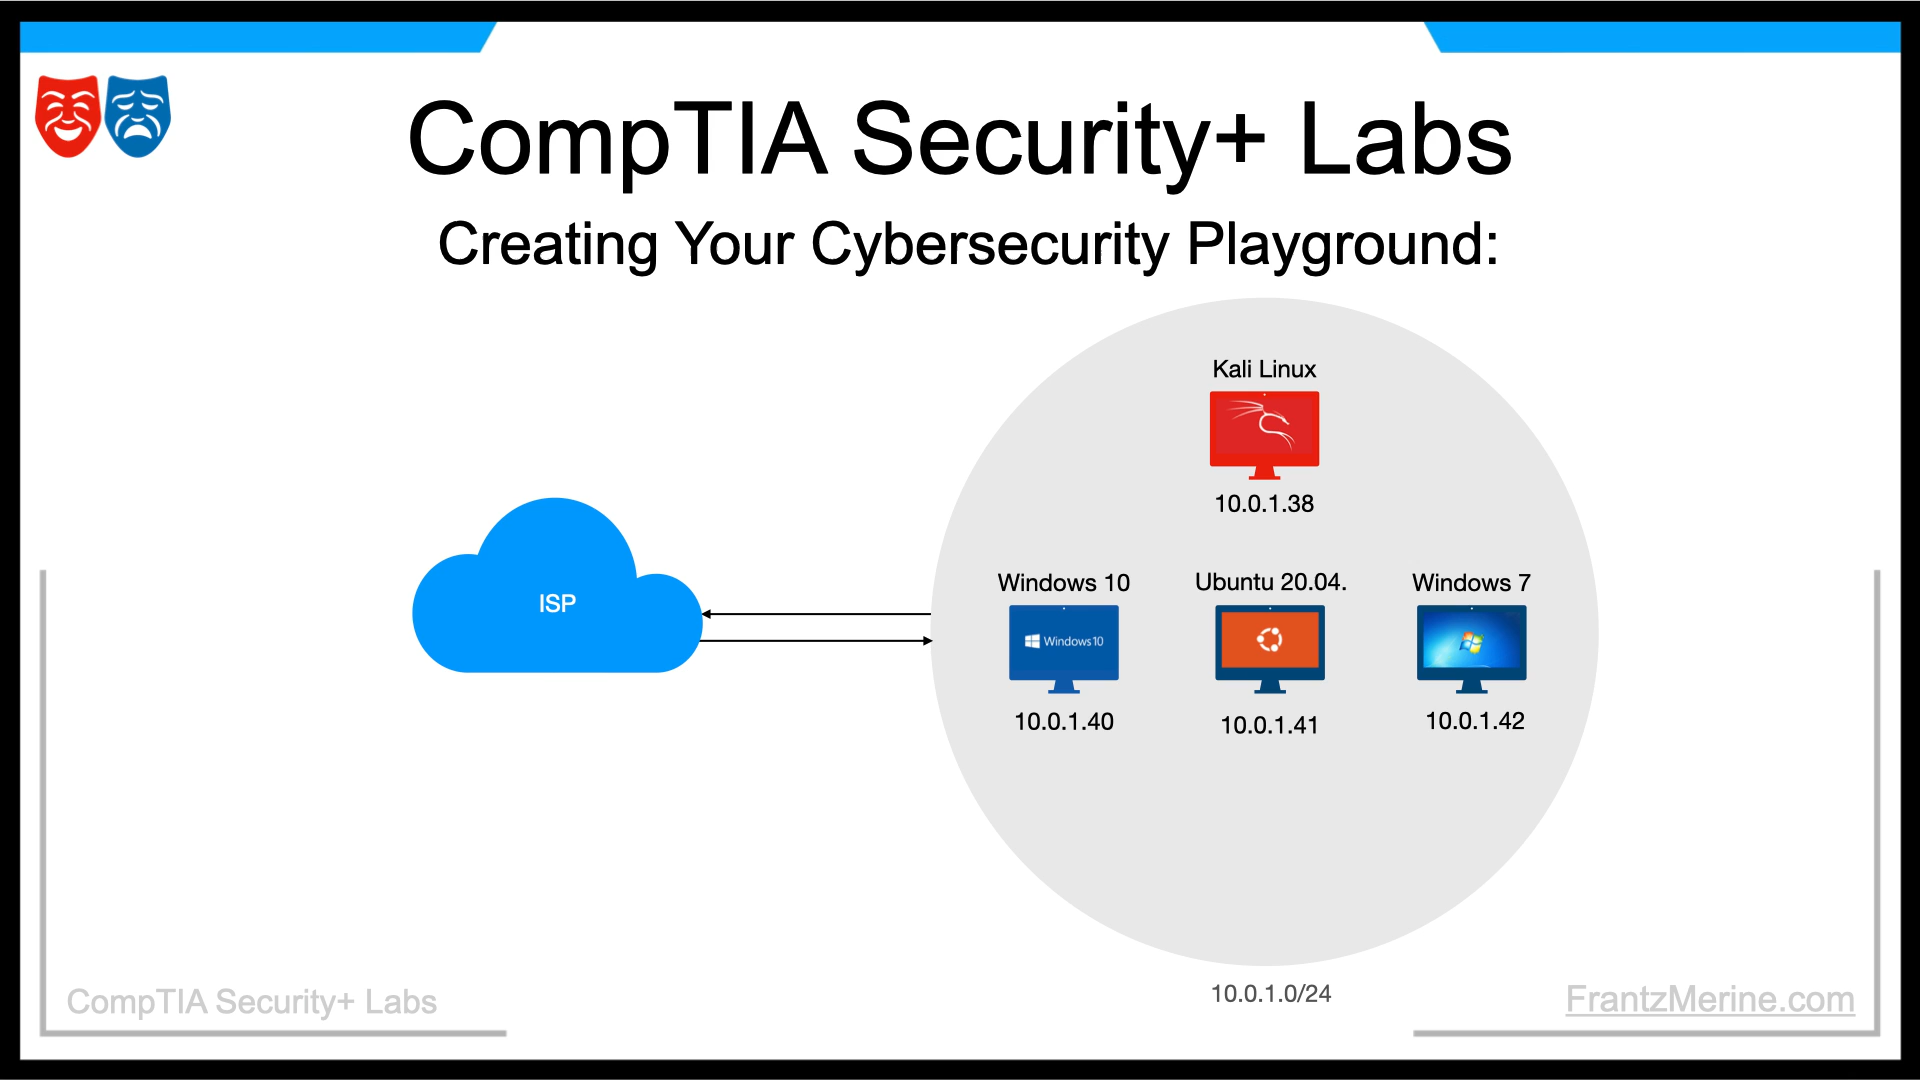 CompTIA Security+ Labs
Creating Your Cybersecurity Playground:
Kali Linux
10.0.1.38
ISP
Windows 10
Ubuntu 20.04.
Windows 7
Windows10
10.0.1.40
10.0.1.41
10.0.1.42
10.0.1.0/24
CompTIA Security+ Labs
FrantzMerine.com